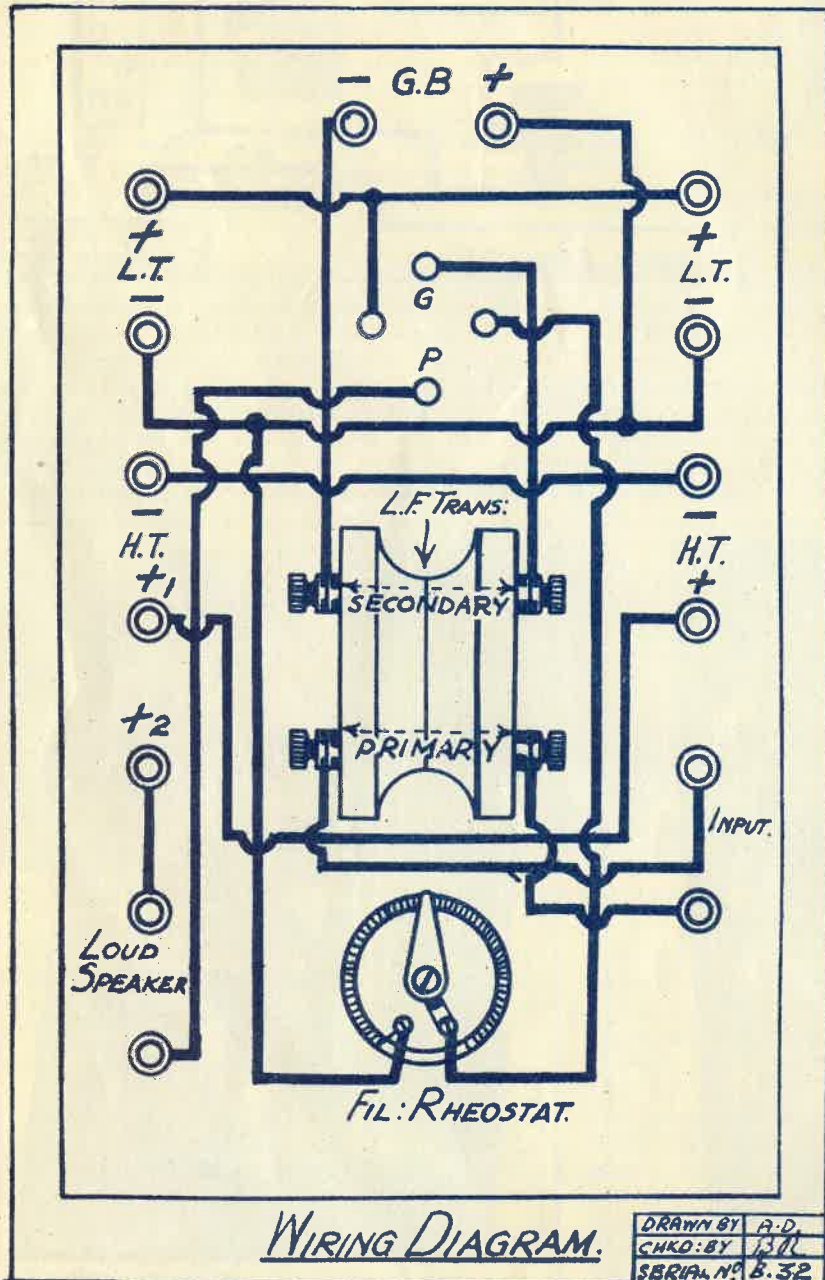 − G.B +
+
L.T.
−
+
L.T.
−
G
P
−
H.T.
+1
−
H.T.
+
L.F. TRANS:
SECONDARY
PRIMARY
+2
INPUT.
LOUD
SPEAKER
FIL: RHEOSTAT.
WIRING DIAGRAM.
DRAWN BY A.D.
CHKD: BY
SERIAL Nº B.32